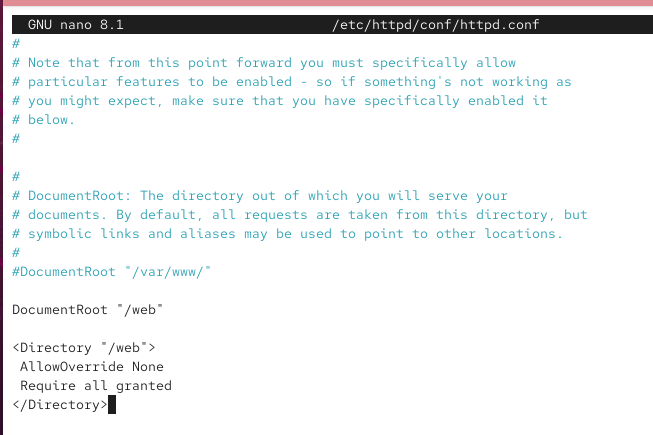 GNU nano 8.1 /etc/httpd/conf/httpd.conf
#
# Note that from this point forward you must specifically allow
# particular features to be enabled - so if something's not working as
# you might expect, make sure that you have specifically enabled it
# below.
#
#
# DocumentRoot: The directory out of which you will serve your
# documents. By default, all requests are taken from this directory, but
# symbolic links and aliases may be used to point to other locations.
#
#DocumentRoot "/var/www/"
DocumentRoot "/web"
<Directory "/web">
 AllowOverride None
 Require all granted
</Directory>